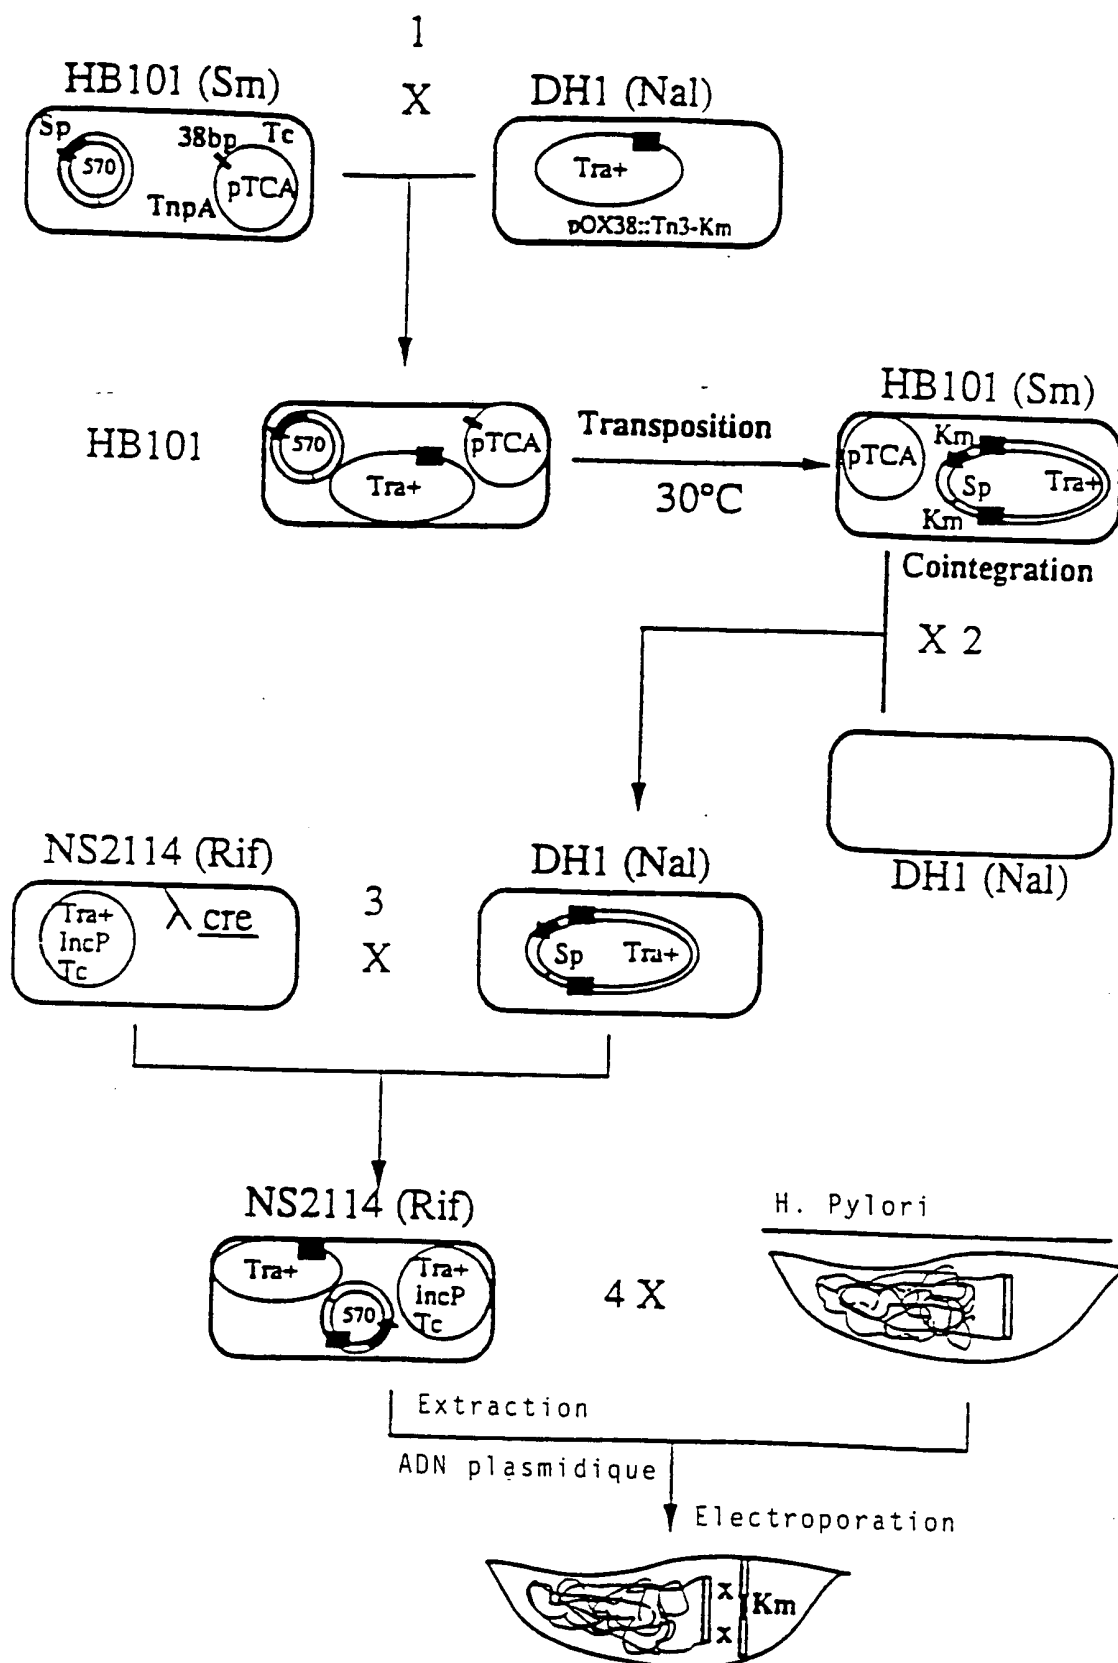 1
HB101 (Sm)
X
DH1 (Nal)
Sp
570
38bp
Tc
TnpA
pTCA
Tra+
pOX38::Tn3-Km
HB101
570
Tra+
pTCA
Transposition
30°C
HB101 (Sm)
pTCA
Km
Sp
Tra+
Km
Cointegration
X 2
DH1 (Nal)
NS2114 (Rif)
Tra+
IncP
Tc
λ cre
3
X
DH1 (Nal)
Sp
Tra+
NS2114 (Rif)
Tra+
570
Tra+
incP
Tc
4 X
H. Pylori
Extraction
ADN plasmidique
Electroporation
X
X
Km